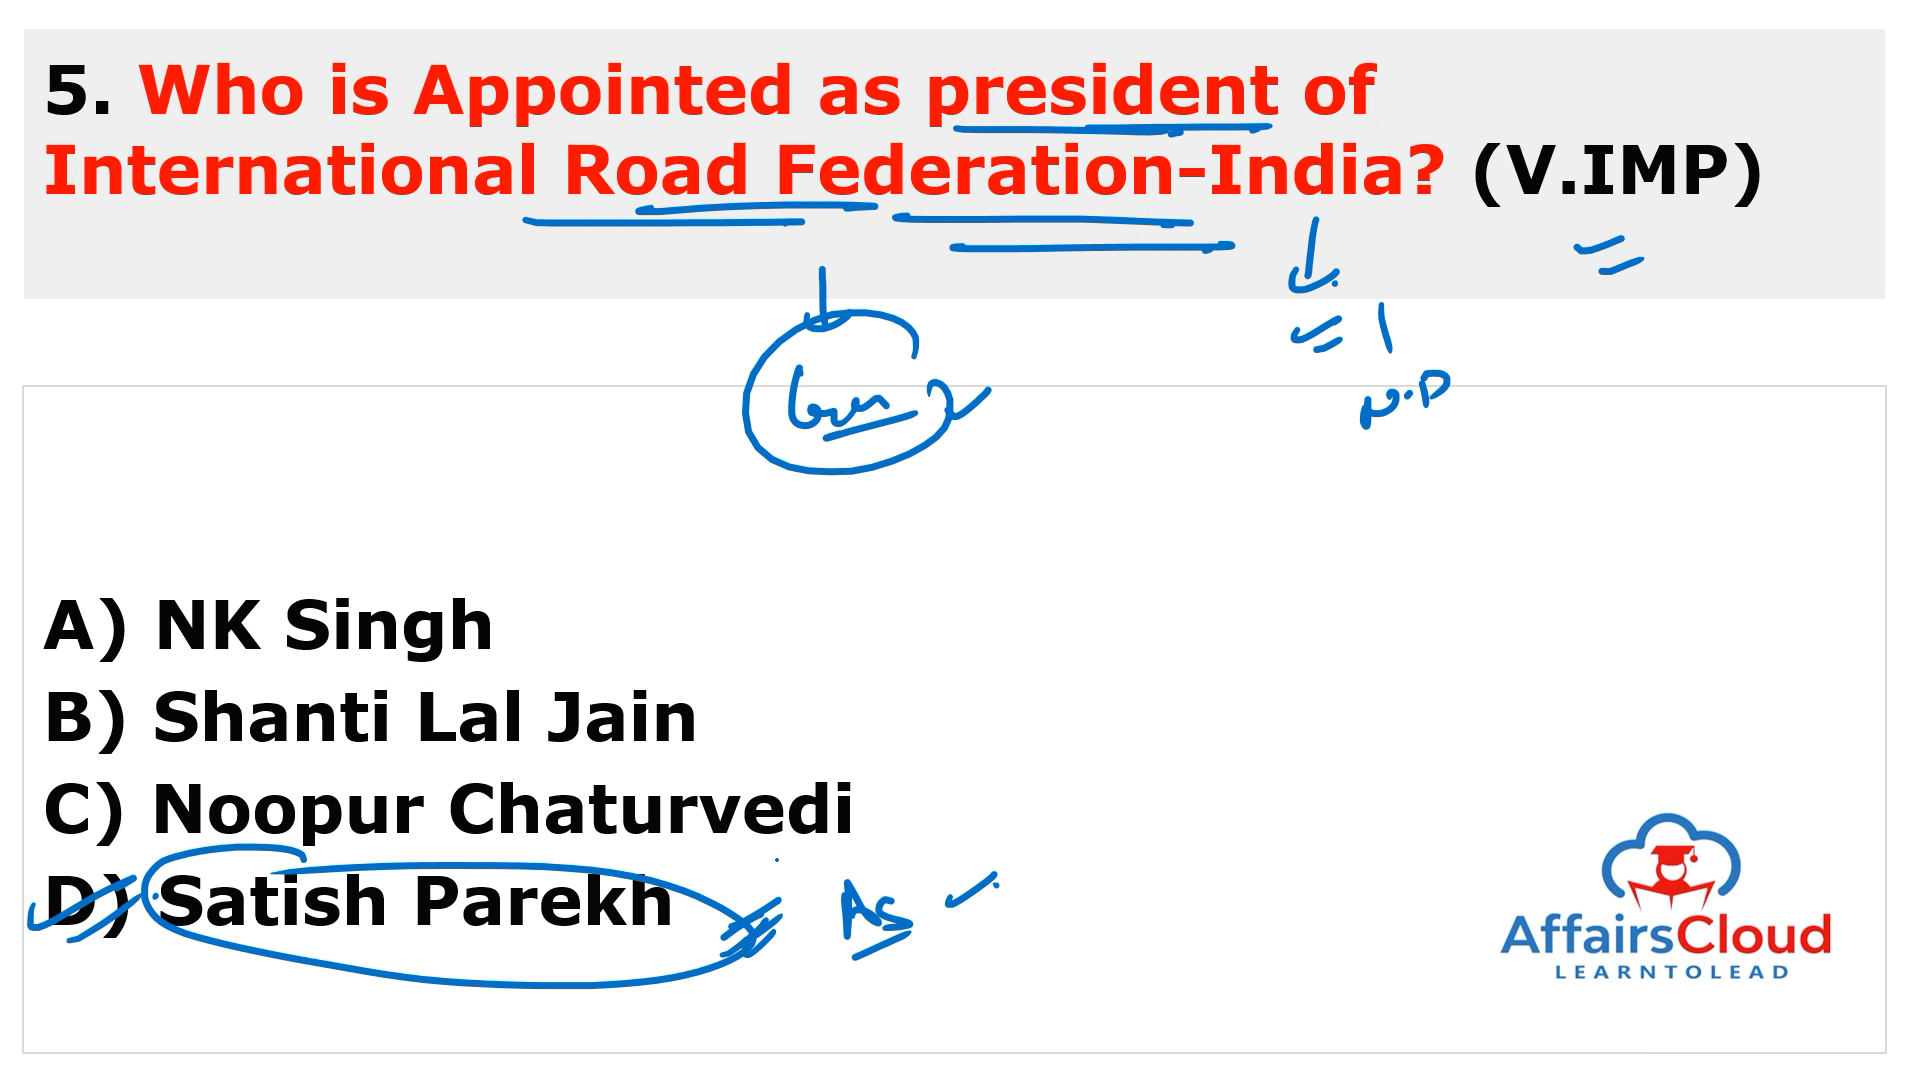 5. Who is Appointed as president of
International Road Federation-India? (V.IMP)
N.D
A) NK Singh
B) Shanti Lal Jain
C) Noopur Chaturvedi
D) Satish Parekh
As
AffairsCloud
LEARNTOLEAD